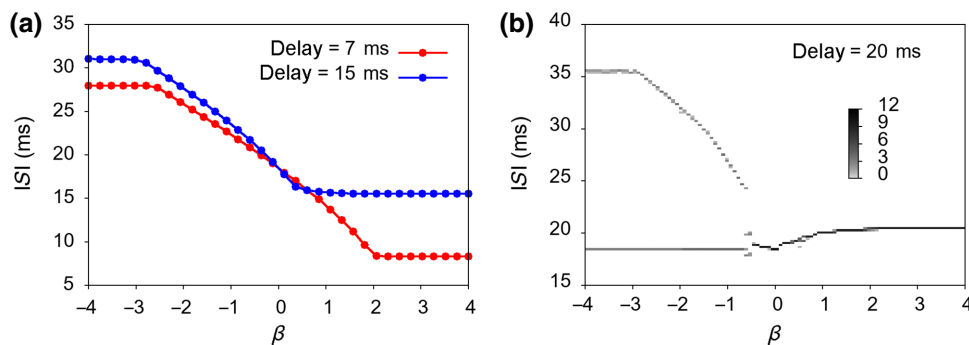 (a)
35
30
25
20
15
10
5
ISI (ms)
Delay = 7 ms
Delay = 15 ms
–4 –3 –2 –1 0 1 2 3 4
β
(b)
40
35
30
25
20
15
ISI (ms)
Delay = 20 ms
12
9
6
3
0
–4 –3 –2 –1 0 1 2 3 4
β